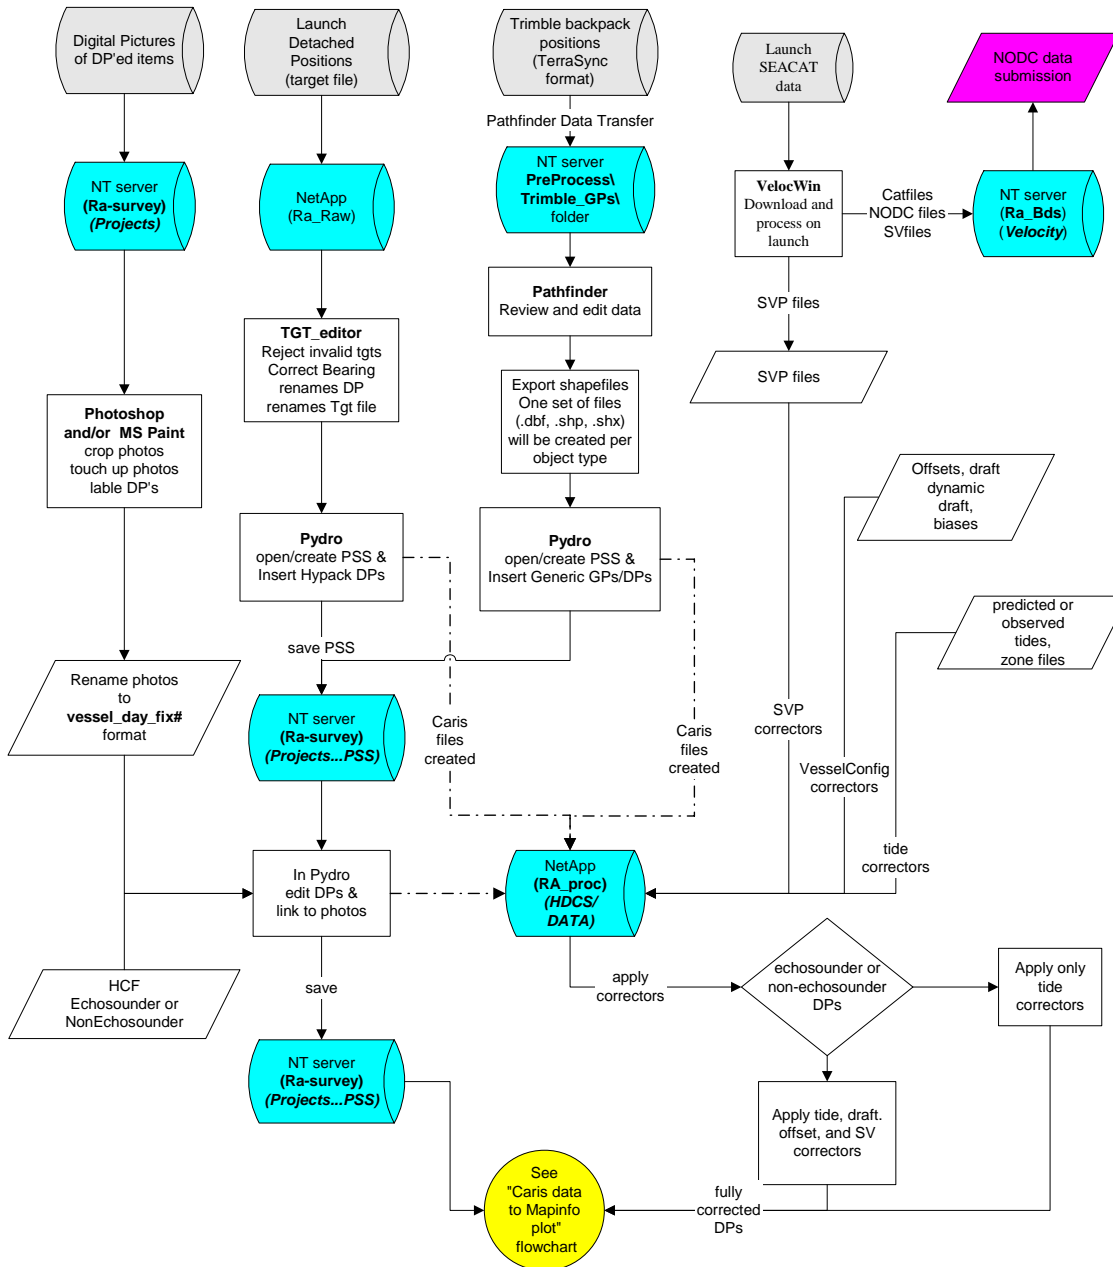 Digital Pictures
of DP'ed items
Launch
Detached
Positions
(target file)
Trimble backpack
positions
(TerraSync
format)
Launch
SEACAT
data
NODC data
submission
Pathfinder Data Transfer
NT server
(Ra-survey)
(Projects)
NetApp
(Ra_Raw)
NT server
PreProcess\
Trimble_GPs\
folder
VelocWin
Download and
process on
launch
Catfiles
NODC files
SVfiles
NT server
(Ra_Bds)
(Velocity)
Pathfinder
Review and edit data
SVP files
TGT_editor
Reject invalid tgts
Correct Bearing
renames DP
renames Tgt file
SVP files
Export shapefiles
One set of files
(.dbf, .shp, .shx)
will be created per
object type
Photoshop
and/or  MS Paint
crop photos
touch up photos
lable DP's
Offsets, draft
dynamic
draft,
biases
Pydro
open/create PSS &
Insert Hypack DPs
Pydro
open/create PSS &
Insert Generic GPs/DPs
predicted or
observed
tides,
zone files
save PSS
Rename photos
to
vessel_day_fix#
format
NT server
(Ra-survey)
(Projects...PSS)
Caris
files
created
Caris
files
created
SVP
correctors
VesselConfig
correctors
tide
correctors
In Pydro
edit DPs &
link to photos
NetApp
(RA_proc)
(HDCS/
DATA)
HCF
Echosounder or
NonEchosounder
save
apply
correctors
echosounder or
non-echosounder
DPs
Apply only
tide
correctors
NT server
(Ra-survey)
(Projects...PSS)
Apply tide, draft.
offset, and SV
correctors
See
"Caris data
to Mapinfo
plot"
flowchart
fully
corrected
DPs